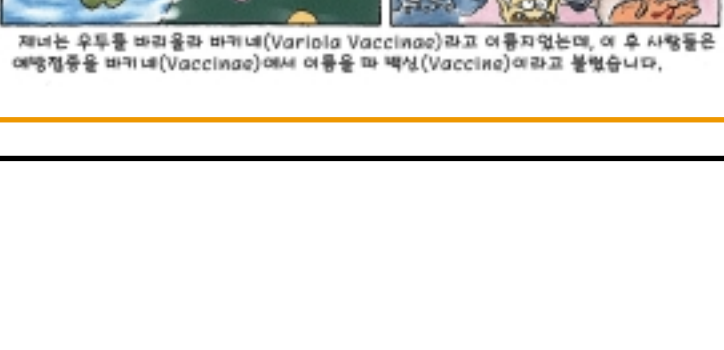 제너는 우두를 바리올라 바키네(Variola Vaccinae)라고 이름지었는데, 이 후 사람들은
예방접종을 바키네(Vaccinae)에서 이름을 따 백신(Vaccine)이라고 불렀습니다.